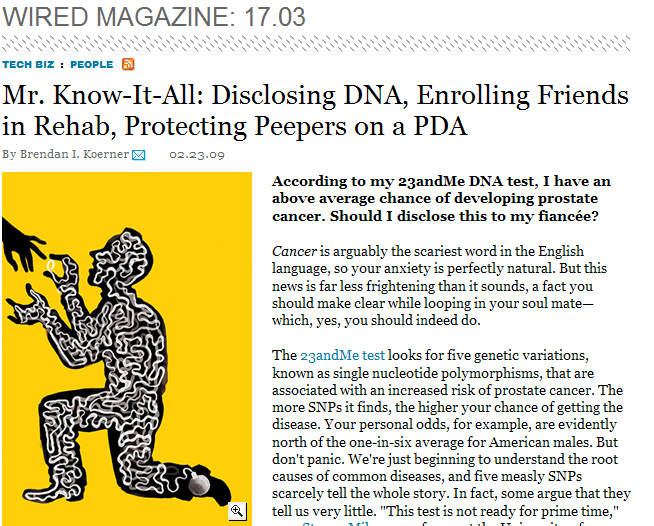 WIRED MAGAZINE: 17.03
TECH BIZ : PEOPLE
Mr. Know-It-All: Disclosing DNA, Enrolling Friends
in Rehab, Protecting Peepers on a PDA
By Brendan I. Koerner 02.23.09
According to my 23andMe DNA test, I have an
above average chance of developing prostate
cancer. Should I disclose this to my fiancée?
Cancer is arguably the scariest word in the English
language, so your anxiety is perfectly natural. But this
news is far less frightening than it sounds, a fact you
should make clear while looping in your soul mate—
which, yes, you should indeed do.
The 23andMe test looks for five genetic variations,
known as single nucleotide polymorphisms, that are
associated with an increased risk of prostate cancer. The
more SNPs it finds, the higher your chance of getting the
disease. Your personal odds, for example, are evidently
north of the one-in-six average for American males. But
don't panic. We're just beginning to understand the root
causes of common diseases, and five measly SNPs
scarcely tell the whole story. In fact, some argue that they
tell us very little. "This test is not ready for prime time,"